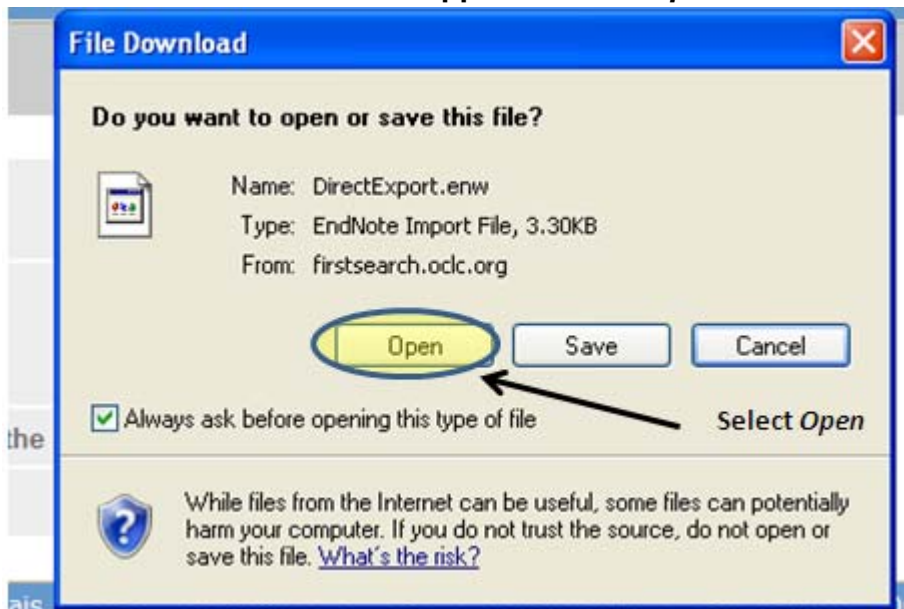 File Download
Do you want to open or save this file?
Name: DirectExport.enw
Type: EndNote Import File, 3.30KB
From: firstsearch.oclc.org
Open Save Cancel
Always ask before opening this type of file
Select Open
the
While files from the Internet can be useful, some files can potentially
harm your computer. If you do not trust the source, do not open or
save this file. What's the risk?
ais